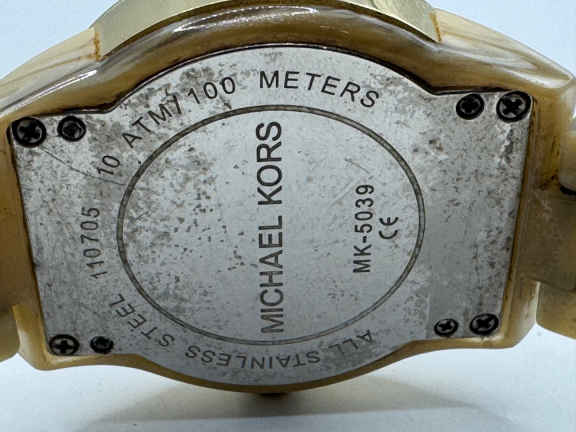 10 ATM / 100 METERS
MICHAEL KORS
MK-5039
CE
ALL STAINLESS STEEL 110705